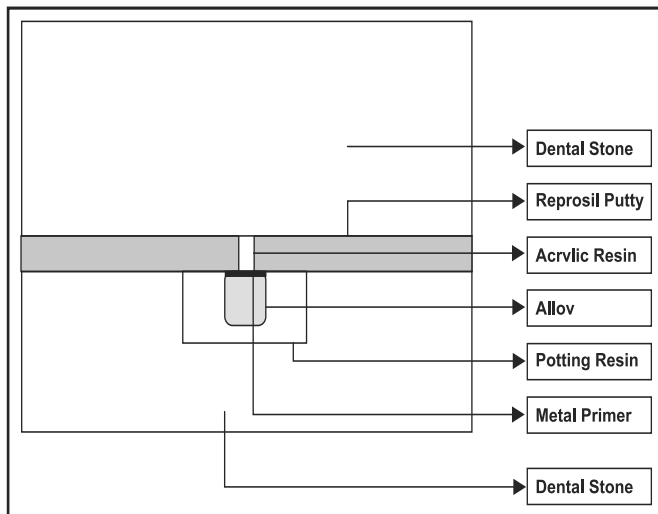 Dental Stone
Reprosil Putty
Acrvlic Resin
Allov
Potting Resin
Metal Primer
Dental Stone